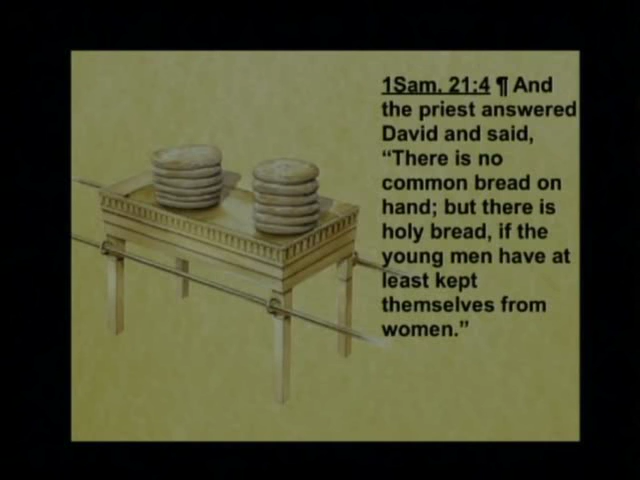 1Sam. 21:4 ¶ And
the priest answered
David and said,
“There is no
common bread on
hand; but there is
holy bread, if the
young men have at
least kept
themselves from
women.”